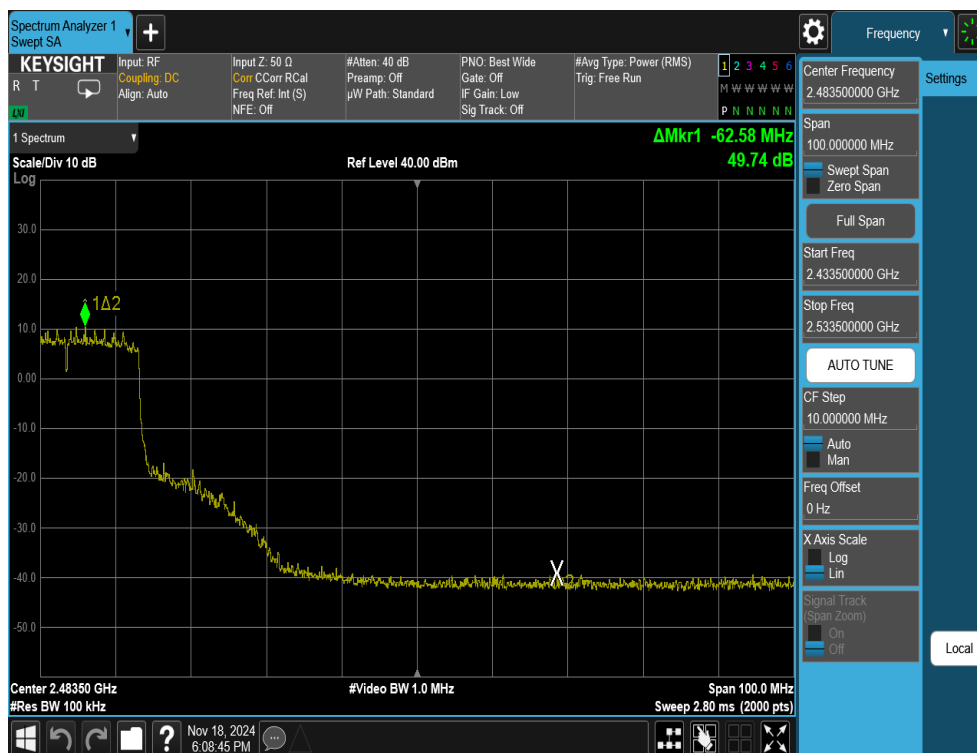 Spectrum Analyzer 1
Swept SA
Frequency
KEYSIGHT
R T
LXI
Input: RF
Coupling: DC
Align: Auto
Input Z: 50 Ω
Corr CCorr RCal
Freq Ref: Int (S)
NFE: Off
#Atten: 40 dB
Preamp: Off
µW Path: Standard
PNO: Best Wide
Gate: Off
IF Gain: Low
Sig Track: Off
#Avg Type: Power (RMS)
Trig: Free Run
1 2 3 4 5 6
M W W W W W
P N N N N N
1 Spectrum
Scale/Div 10 dB
Log
Ref Level 40.00 dBm
ΔMkr1 -62.58 MHz
49.74 dB
30.0
20.0
10.0
0.00
-10.0
-20.0
-30.0
-40.0
-50.0
1Δ2
X
2
Center 2.48350 GHz
#Res BW 100 kHz
#Video BW 1.0 MHz
Span 100.0 MHz
Sweep 2.80 ms (2000 pts)
Center Frequency
2.483500000 GHz
Span
100.000000 MHz
Swept Span
Zero Span
Full Span
Start Freq
2.433500000 GHz
Stop Freq
2.533500000 GHz
AUTO TUNE
CF Step
10.000000 MHz
Auto
Man
Freq Offset
0 Hz
X Axis Scale
Log
Lin
Signal Track
(Span Zoom)
On
Off
Settings
Local
?
Nov 18, 2024
6:08:45 PM